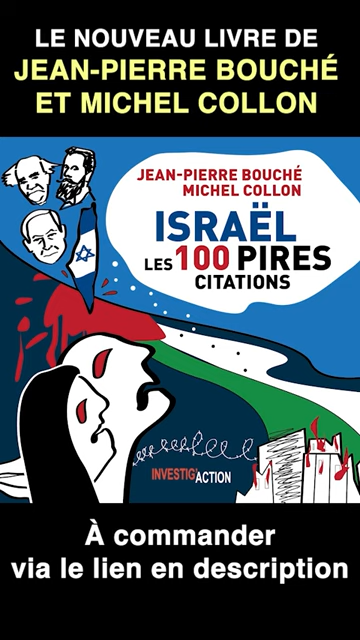 LE NOUVEAU LIVRE DE
JEAN-PIERRE BOUCHÉ
ET MICHEL COLLON
JEAN-PIERRE BOUCHÉ
MICHEL COLLON
ISRAËL
LES 100 PIRES
CITATIONS
INVESTIG'ACTION
À commander
via le lien en description